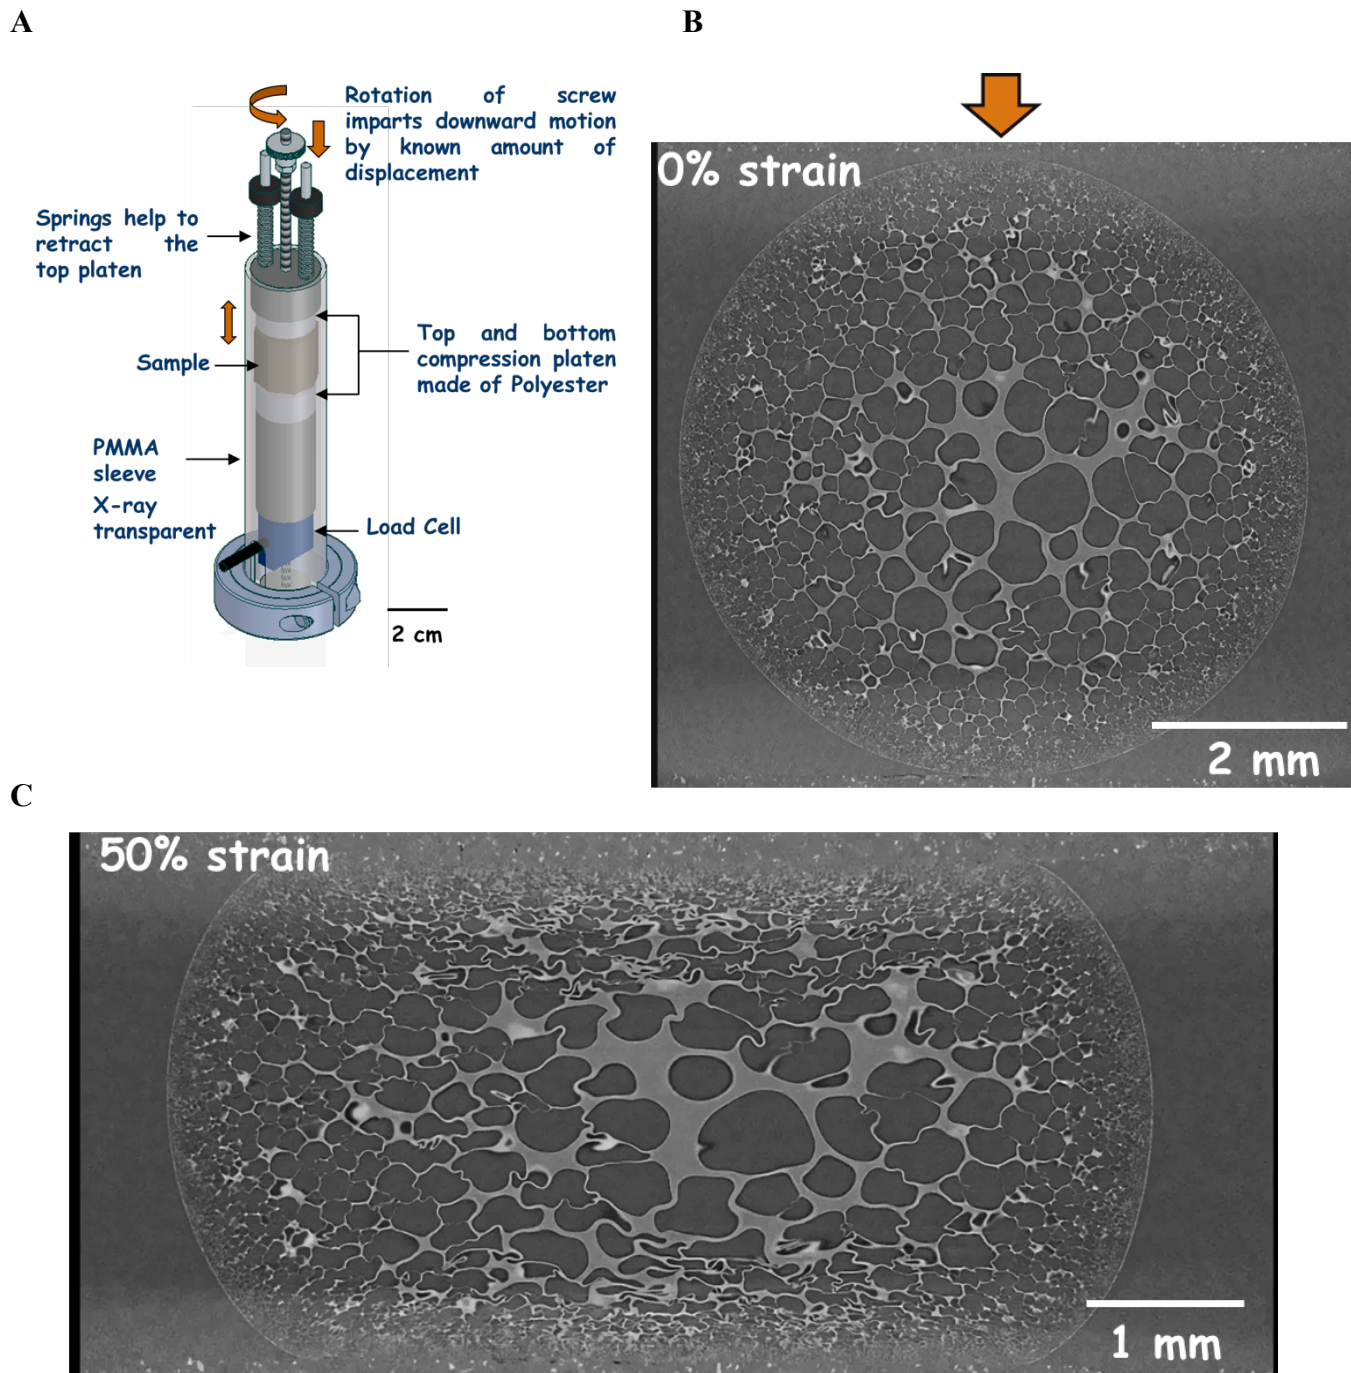 A
B
Rotation of screw
imparts downward motion
by known amount of
displacement
0% strain
Springs help to
retract the
top platen
Sample
Top and bottom
compression platen
made of Polyester
PMMA
sleeve
X-ray
transparent
Load Cell
2 cm
2 mm
C
50% strain
1 mm